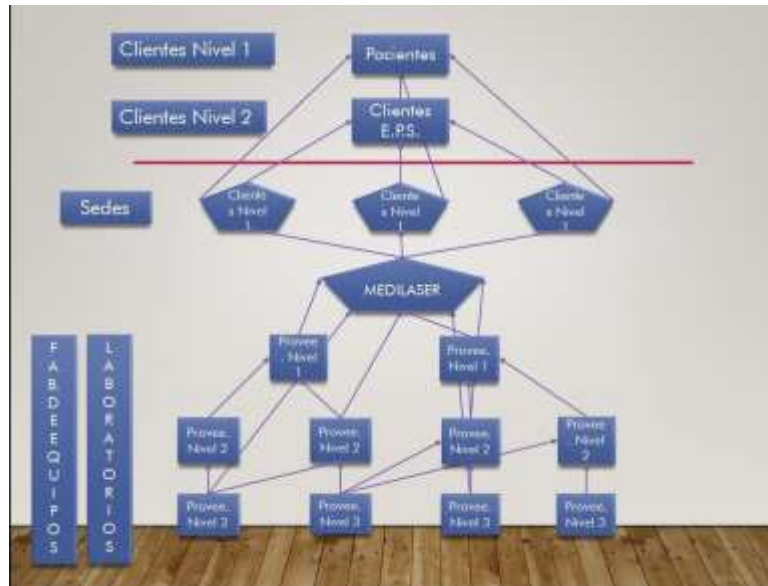 Clientes Nivel 1
Pacientes
Clientes Nivel 2
Clientes
E.P.S.
Sedes
Cliente
s Nivel
1
Cliente
s Nivel
1
Cliente
s Nivel
1
MEDILASER
Provee
. Nivel
1
Provee.
Nivel 1
F
A
B.
D
E
E
Q
U
I
P
O
S
L
A
B
O
R
A
T
O
R
I
O
S
Provee.
Nivel 2
Provee.
Nivel 2
Provee.
Nivel 2
Provee
. Nivel
2
Provee.
Nivel 3
Provee.
Nivel 3
Provee.
Nivel 3
Provee.
Nivel 3